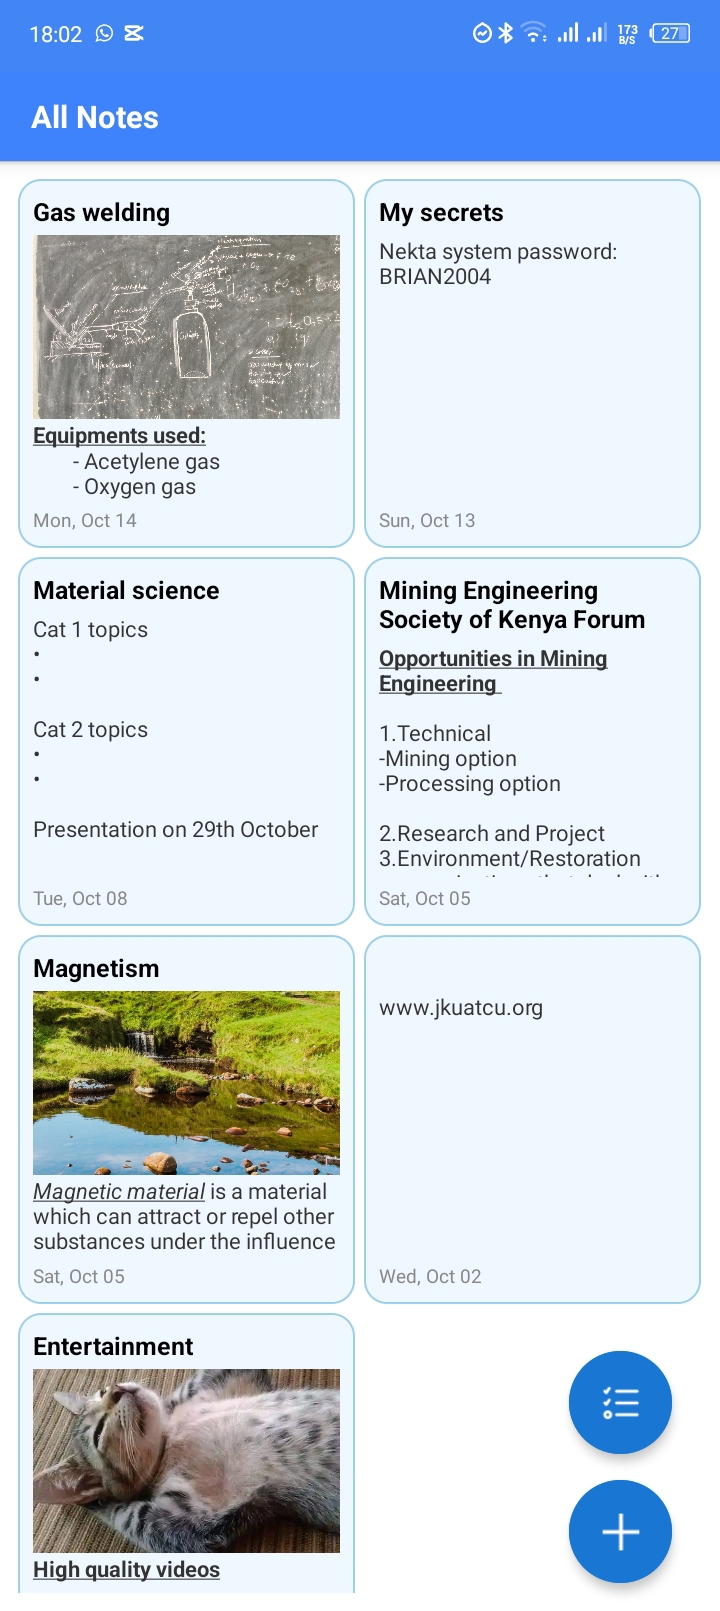 18:02
173
B/S
27
All Notes
Gas welding
Equipments used:
- Acetylene gas
- Oxygen gas
Mon, Oct 14
My secrets
Nekta system password:
BRIAN2004
Sun, Oct 13
Material science
Cat 1 topics
•
•
Cat 2 topics
•
•
Presentation on 29th October
Tue, Oct 08
Mining Engineering
Society of Kenya Forum
Opportunities in Mining
Engineering
1.Technical
-Mining option
-Processing option
2.Research and Project
3.Environment/Restoration
Sat, Oct 05
Magnetism
Magnetic material is a material
which can attract or repel other
substances under the influence
Sat, Oct 05
www.jkuatcu.org
Wed, Oct 02
Entertainment
High quality videos